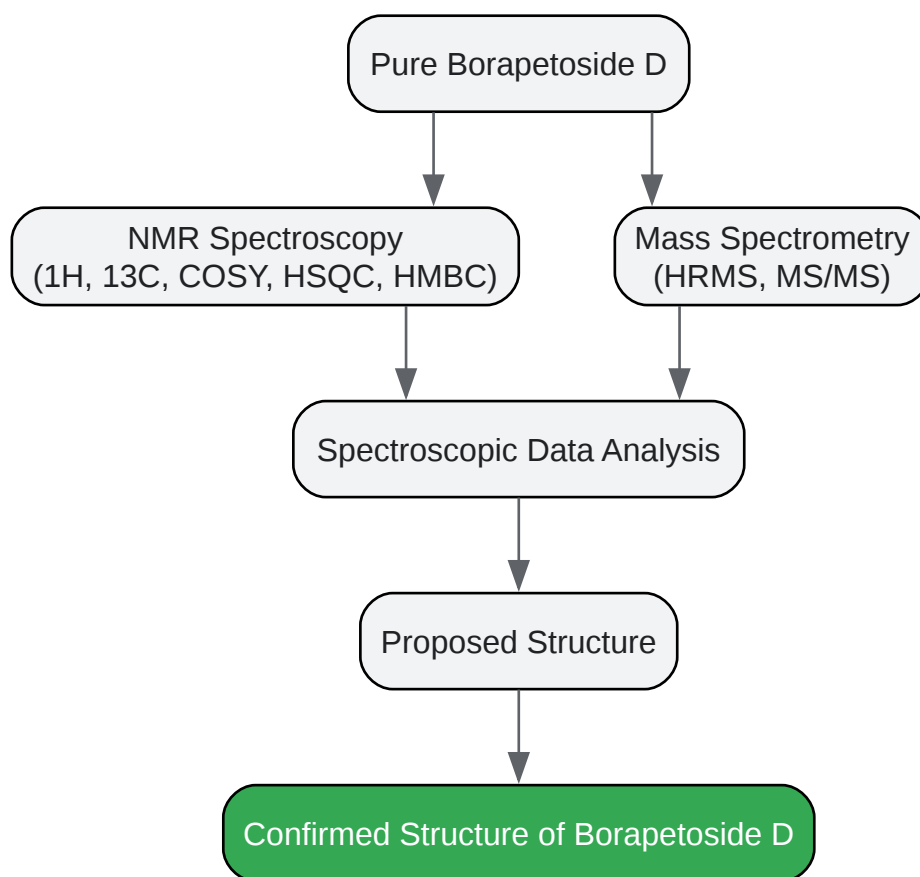 Pure Borapetoside D
NMR Spectroscopy
(1H, 13C, COSY, HSQC, HMBC)
Mass Spectrometry
(HRMS, MS/MS)
Spectroscopic Data Analysis
Proposed Structure
Confirmed Structure of Borapetoside D